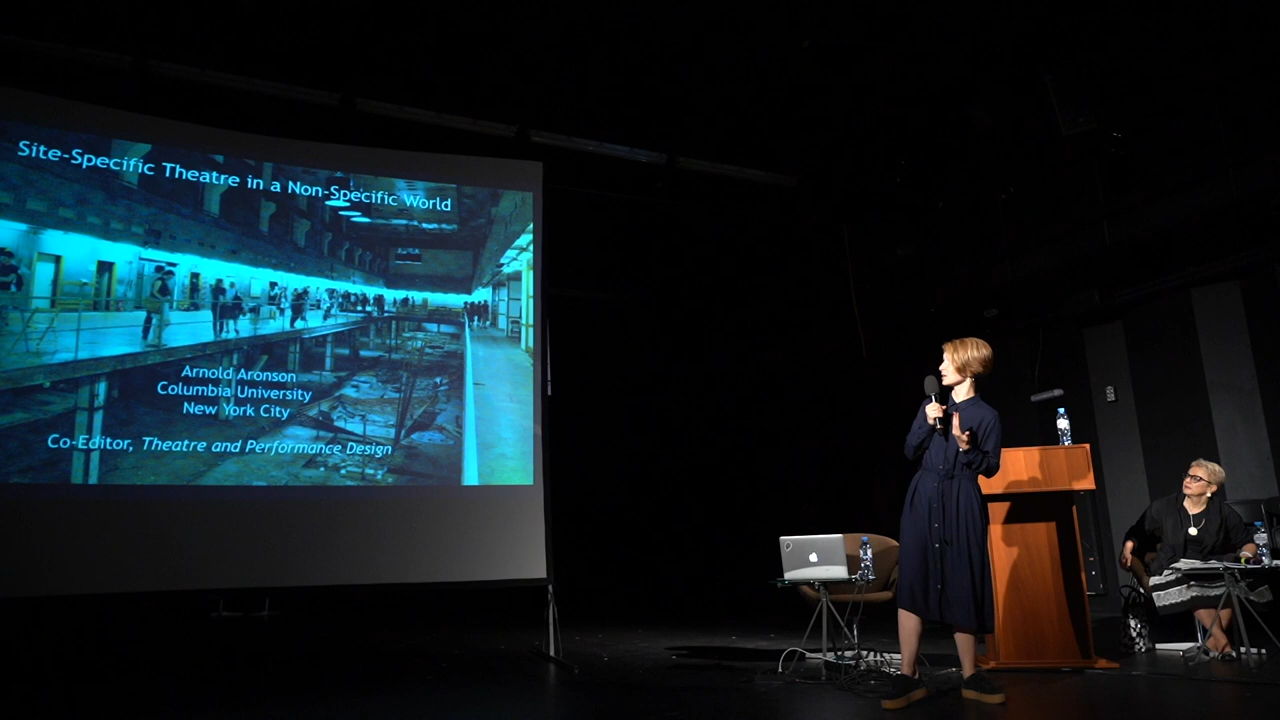 Site-Specific Theatre in a Non-Specific World
Arnold Aronson
Columbia University
New York City
Co-Editor, Theatre and Performance Design